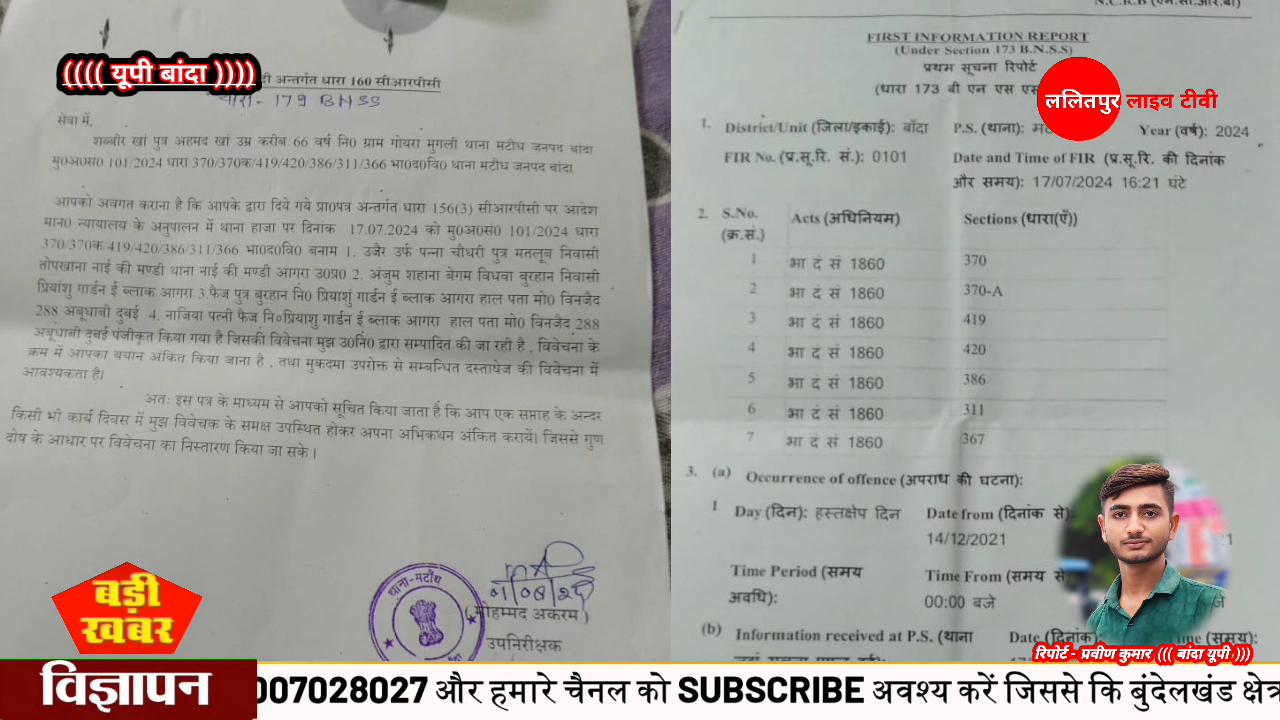 (((( यूपी बांदा ))))
अन्तर्गत धारा 160 सीआरपीसी
धारा- 179 BNSS
सेवा में,
शब्बीर खां पुत्र अहमद खां उम्र करीब 66 वर्ष नि0 ग्राम गोयरा मुगली थाना मटौध जनपद बांदा
मु0अ0सं0 101/2024 धारा 370/370क/419/420/386/311/366 भा0द0वि0 थाना मटौध जनपद बांदा
आपको अवगत कराना है कि आपके द्वारा दिये गये प्रा0पत्र अन्तर्गत धारा 156(3) सीआरपीसी पर आदेश
मान0 न्यायालय के अनुपालन में थाना हाजा पर दिनांक 17.07.2024 को मु0अ0सं0 101/2024 धारा
370/370क/419/420/386/311/366 भा0द0वि0 बनाम 1. उजैर उर्फ पन्ना चौधरी पुत्र मतलूब निवासी
तोपखाना नाई की मण्डी थाना नाई की मण्डी आगरा उ0प्र0 2. अंजुम शहाना बेगम विधवा बुरहान निवासी
प्रियांशु गार्डन ई ब्लाक आगरा 3.फैज पुत्र बुरहान नि0 प्रियाशुं गार्डन ई ब्लाक आगरा हाल पता मो0 विनजैद
288 अबूधाबी दुबई 4. नाजिया पत्नी फैज नि०प्रियाशु गार्डन ई ब्लाक आगरा हाल पता मो0 विनजैद 288
अबूधाबी दुबई पंजीकृत किया गया है जिसकी विवेचना मुझ उ0नि0 द्वारा सम्पादित की जा रही है , विवेचना के
क्रम में आपका बयान अंकित किया जाना है , तथा मुकदमा उपरोक्त से सम्बन्धित दस्तावेज की विवेचना में
आवश्यकता है।
अतः इस पत्र के माध्यम से आपको सूचित किया जाता है कि आप एक सप्ताह के अन्दर
किसी भी कार्य दिवस में मुझ विवेचक के समक्ष उपस्थित होकर अपना अभिकथन अंकित करायें। जिससे गुण
दोष के आधार पर विवेचना का निस्तारण किया जा सके ।
थाना-मटौंध
(मोहम्मद अकरम)
उपनिरीक्षक
बड़ी
खबर
FIRST INFORMATION REPORT
(Under Section 173 B.N.S.S)
प्रथम सूचना रिपोर्ट
(धारा 173 बी एन एस एस
ललितपुर लाइव टीवी
1. District/Unit (जिला/इकाई): बाँदा P.S. (थाना): Year (वर्ष): 2024
FIR No. (प्र.सू.रि. सं.): 0101 Date and Time of FIR (प्र.सू.रि. की दिनांक
और समय): 17/07/2024 16:21 घंटे
2. S.No. Acts (अधिनियम) Sections (धारा(एँ))
(क्र.सं.)
1 भा दं सं 1860 370
2 भा दं सं 1860 370-A
3 भा दं सं 1860 419
4 भा दं सं 1860 420
5 भा दं सं 1860 386
6 भा दं सं 1860 311
7 भा दं सं 1860 367
3. (a) Occurrence of offence (अपराध की घटना):
1 Day (दिन): हस्तक्षेप दिन Date from (दिनांक से)
14/12/2021
Time Period (समय Time From (समय से
अवधि): 00:00 बजे
(b) Information received at P.S. (थाना Date (दिनांक): Time (समय):
रिपोर्ट - प्रवीण कुमार ((( बांदा यूपी )))
विज्ञापन
007028027 और हमारे चैनल को SUBSCRIBE अवश्य करें जिससे कि बुंदेलखंड क्षेत्र